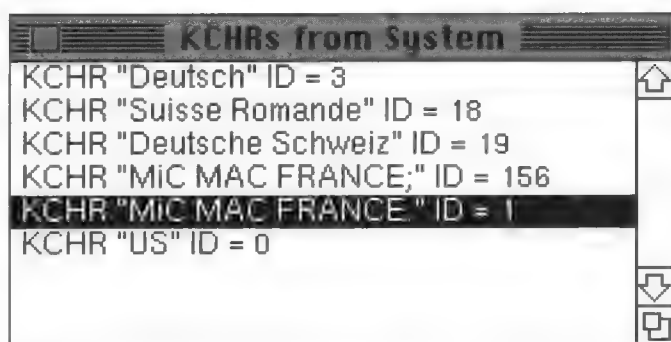 KCHRs from System
KCHR "Deutsch" ID = 3
KCHR "Suisse Romande" ID = 18
KCHR "Deutsche Schweiz" ID = 19
KCHR "MiC MAC FRANCE;" ID = 156
KCHR "MiC MAC FRANCE." ID = 1
KCHR "US" ID = 0